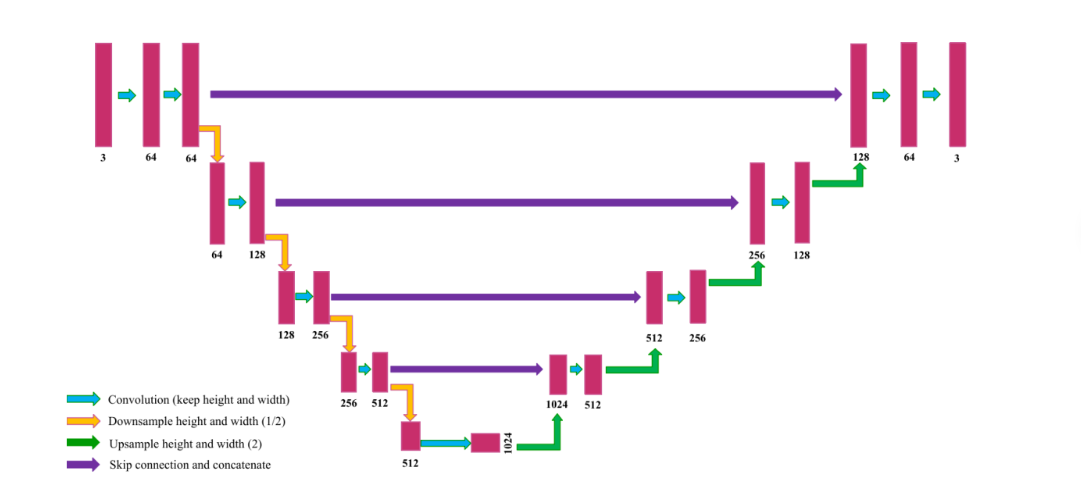 3 64 64 128 64 3
64 128 256 128
128 256 512 256
256 512 1024 512
512 1024
Convolution (keep height and width)
Downsample height and width (1/2)
Upsample height and width (2)
Skip connection and concatenate